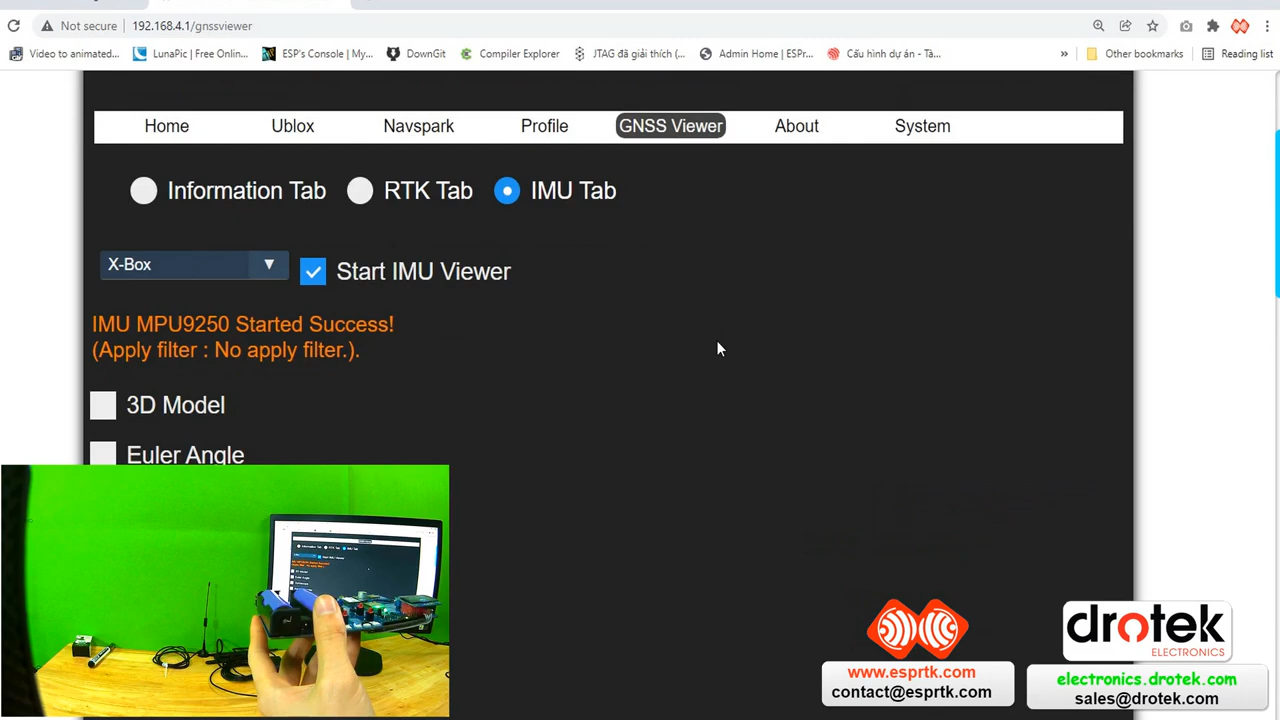 Not secure 192.168.4.1/gnssviewer
Video to animated... LunaPic | Free Onlin... ESP's Console | My... DownGit Compiler Explorer JTAG đã giải thích (... Admin Home | ESPr... Cấu hình dự án - Tà... » Other bookmarks Reading list
Home Ublox Navspark Profile GNSS Viewer About System
Information Tab RTK Tab IMU Tab
X-Box Start IMU Viewer
IMU MPU9250 Started Success!
(Apply filter : No apply filter.).
3D Model
Euler Angle
www.esprtk.com
contact@esprtk.com
drotek
ELECTRONICS
electronics.drotek.com
sales@drotek.com